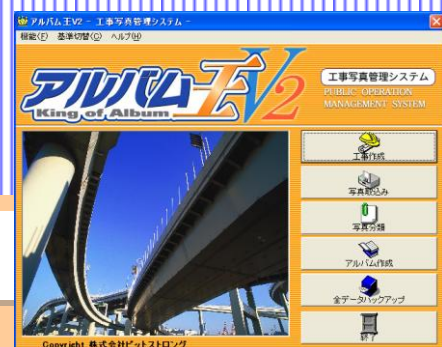 アルバム王V2 - 工事写真管理システム -
機能(F) 基準切替(C) ヘルプ(H)
アルバム王V2
King of Album
工事写真管理システム
PUBLIC OPERATION
MANAGEMENT SYSTEM
工事作成
写真取込み
写真分類
アルバム作成
全データバックアップ
終了
Copyright 株式会社ビットストロング